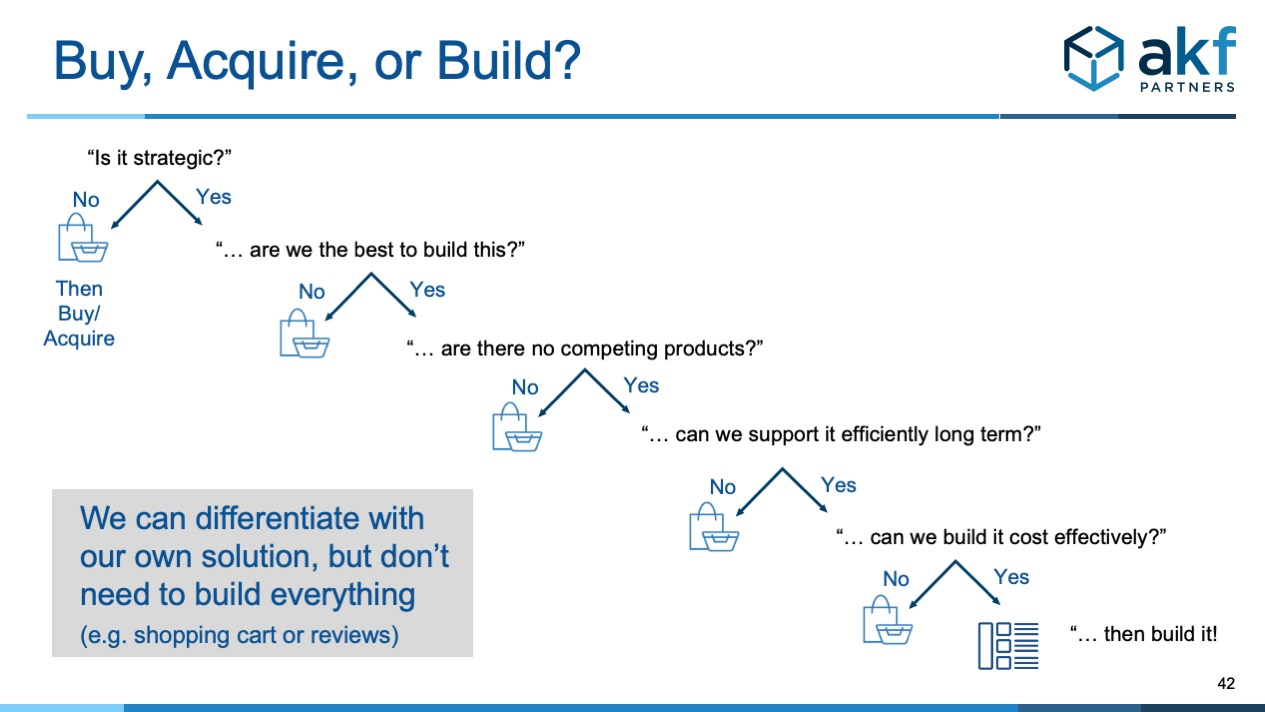 Buy, Acquire, or Build?
akf
PARTNERS
“Is it strategic?”
No
Yes
Then
Buy/
Acquire
“… are we the best to build this?”
No
Yes
“… are there no competing products?”
No
Yes
“… can we support it efficiently long term?”
No
Yes
“… can we build it cost effectively?”
No
Yes
“… then build it!
We can differentiate with
our own solution, but don’t
need to build everything
(e.g. shopping cart or reviews)
42